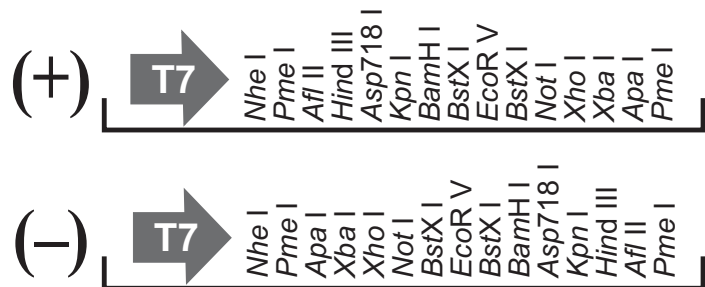 (+) T7 Nhe I Pme I Afl II Hind III Asp718 I Kpn I BamH I BstX I EcoR V BstX I Not I Xho I Xba I Apa I Pme I
(–) T7 Nhe I Pme I Apa I Xba I Xho I Not I BstX I EcoR V BstX I BamH I Asp718 I Kpn I Hind III Afl II Pme I